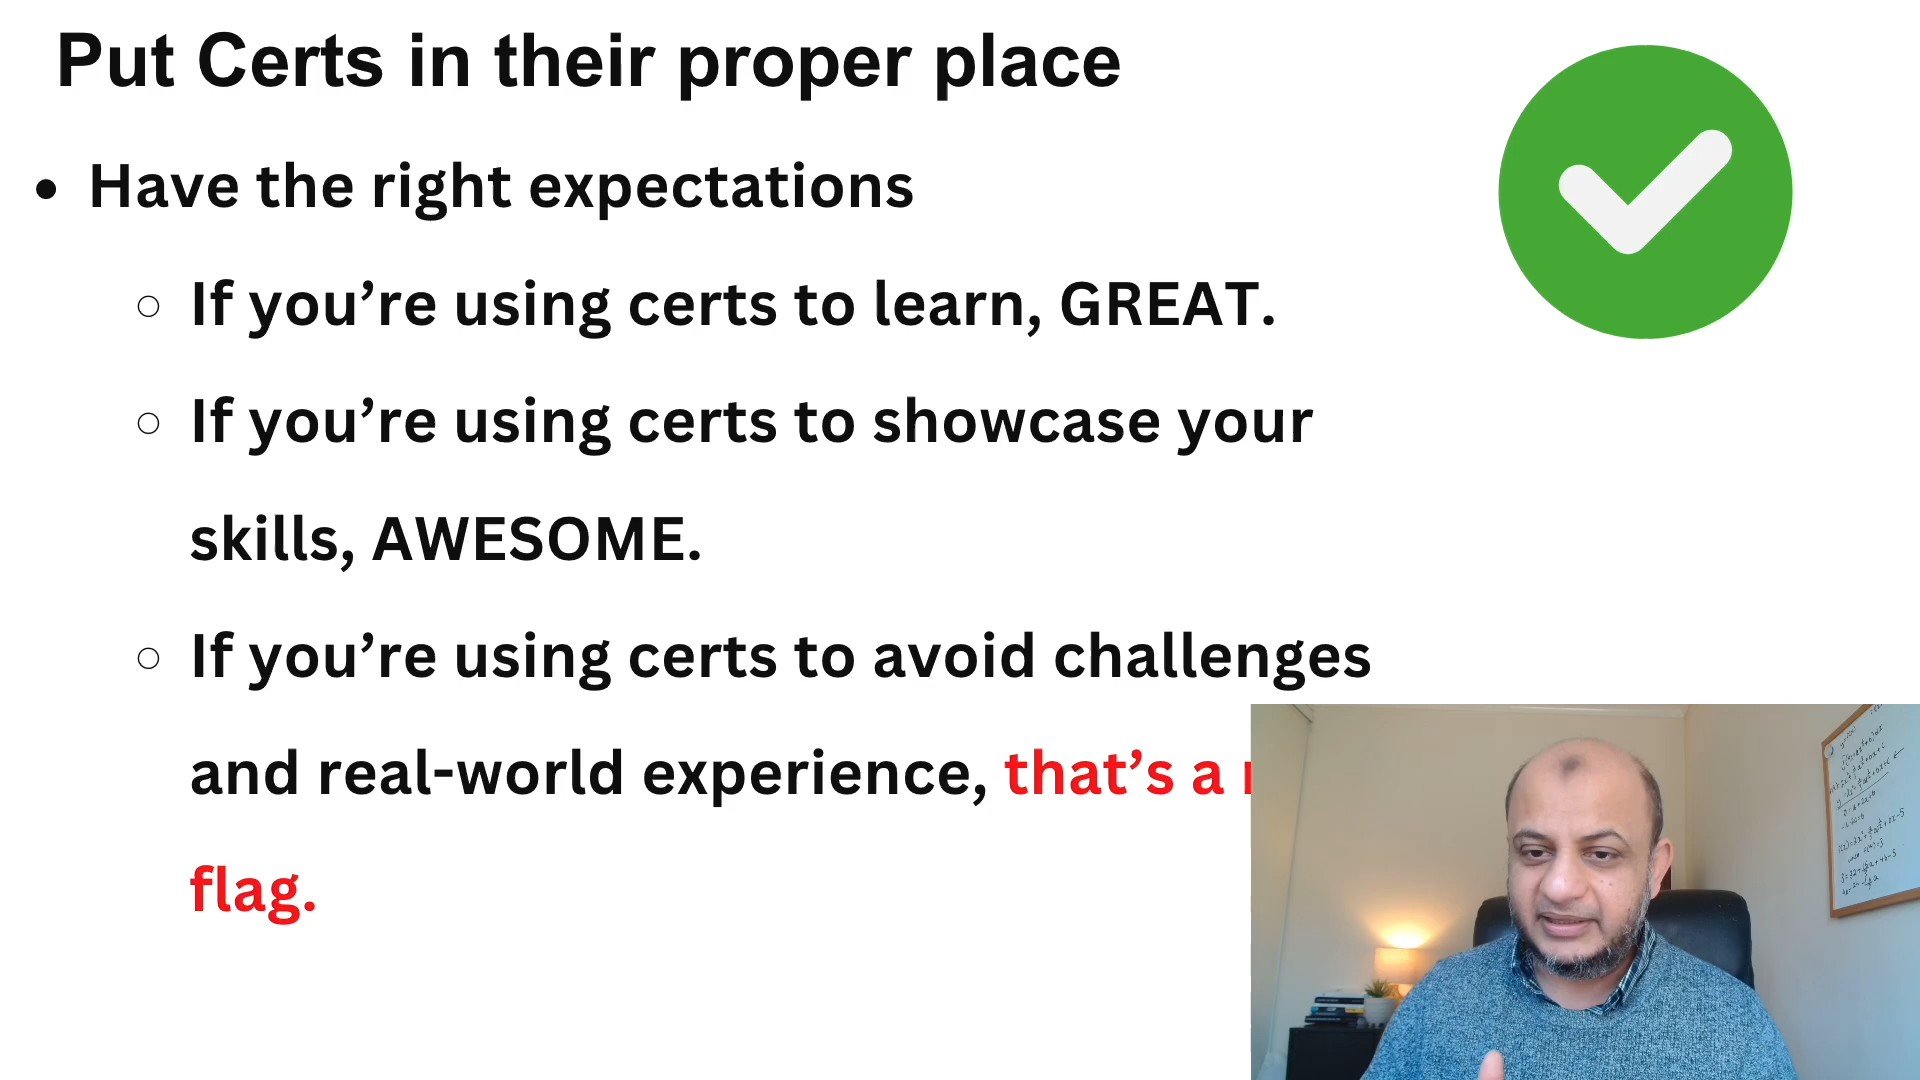 Put Certs in their proper place
• Have the right expectations
○ If you’re using certs to learn, GREAT.
○ If you’re using certs to showcase your
skills, AWESOME.
○ If you’re using certs to avoid challenges
and real-world experience, that’s a
flag.